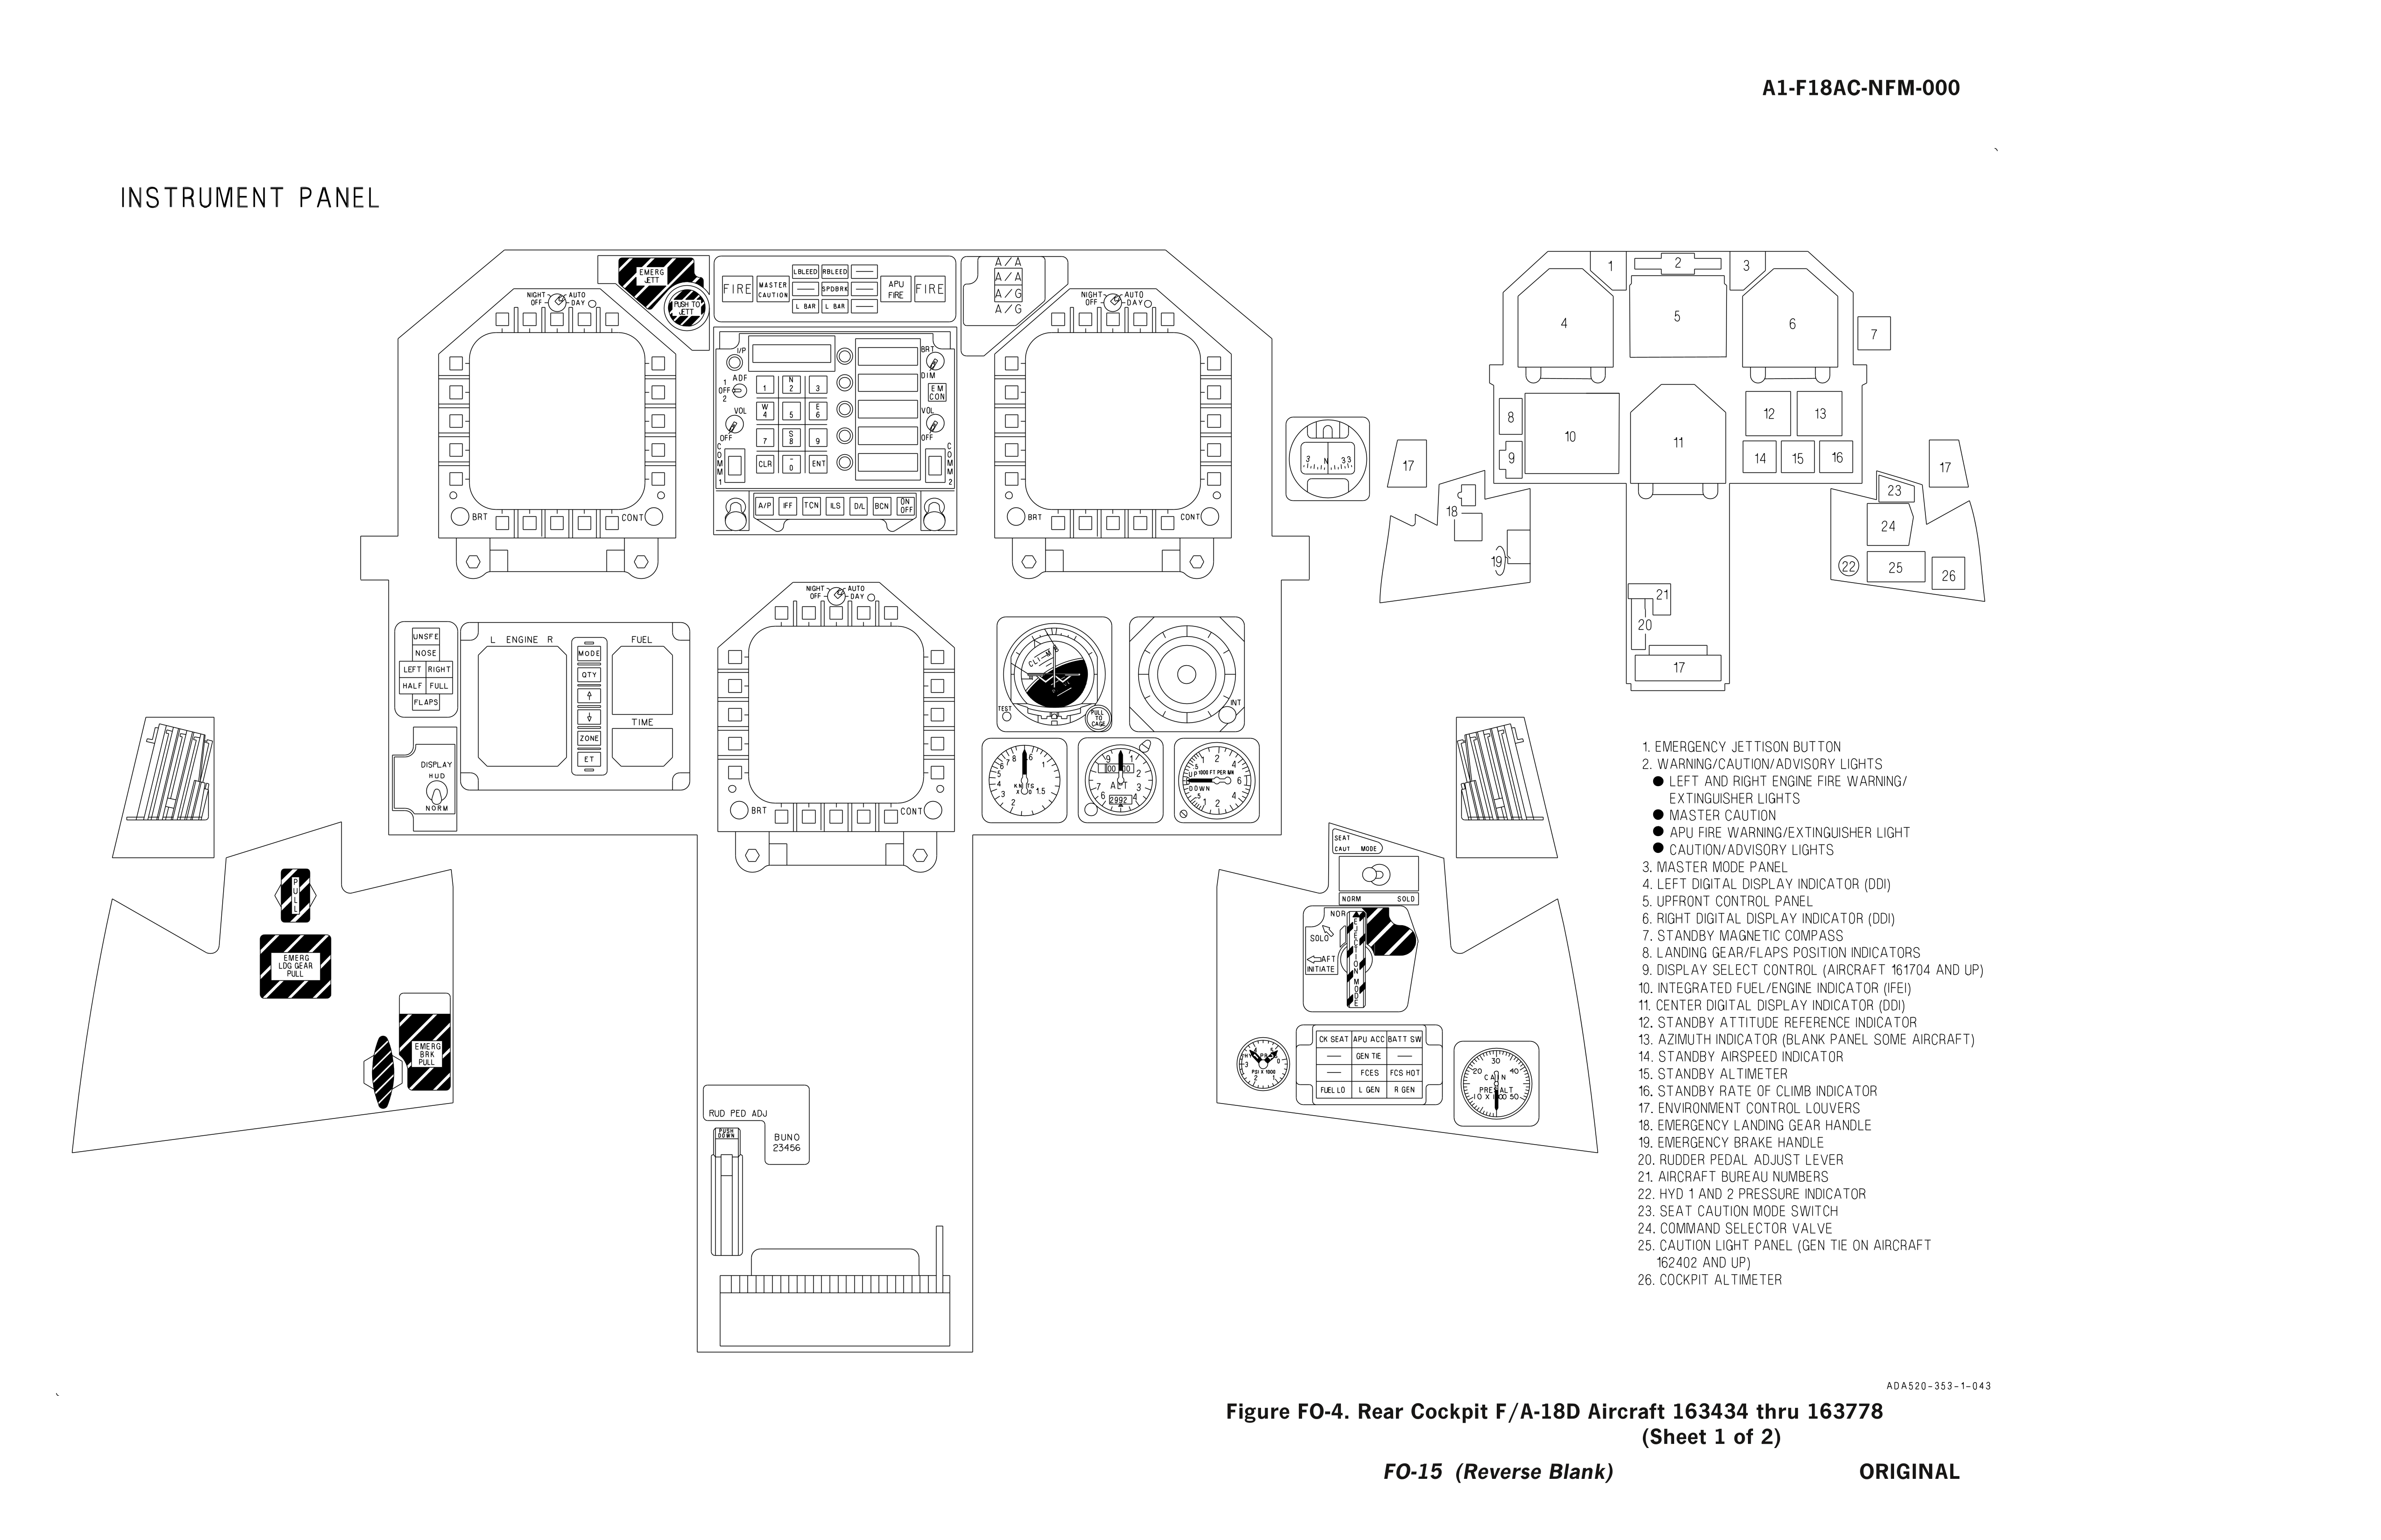 A1-F18AC-NFM-000
INSTRUMENT PANEL
EMERG
JETT
PUSH TO
JETT
FIRE
MASTER
CAUTION
LBLEED RBLEED
SPDBRK
L BAR L BAR
APU
FIRE
FIRE
A/A
A/A
A/G
A/G
NIGHT AUTO
OFF DAY
BRT CONT
I/P
ADF
1
OFF
2
VOL
OFF
COMM
1
1 N 2 3
W 4 5 E 6
7 S 8 9
CLR - 0 ENT
BRT
DIM
EM
CON
VOL
OFF
COMM
2
A/P IFF TCN ILS D/L BCN ON OFF
NIGHT AUTO
OFF DAY
BRT CONT
3 N 33
UNSFE
NOSE
LEFT RIGHT
HALF FULL
FLAPS
L ENGINE R
FUEL
MODE
QTY
ZONE
ET
TIME
DISPLAY
HUD
NORM
NIGHT AUTO
OFF DAY
BRT CONT
TEST
PULL
TO
CAGE
INT
KNOTS
ALT
2992
UP 1000 FT PER MIN
DOWN
PULL
EMERG
LDG GEAR
PULL
EMERG
BRK
PULL
RUD PED ADJ
PUSH
DOWN
BUNO
23456
SEAT
CAUT MODE
NORM SOLO
NOR
SOLO
AFT
INITIATE
EJECTION MODE
PSI X 1000
CK SEAT APU ACC BATT SW
GEN TIE
FCES FCS HOT
FUEL LO L GEN R GEN
30
20 40
10 50
1 2 3
4 5 6 7
8 9 10 11 12 13
14 15 16
17 17
18 19
20 21
22 23 24 25 26
17
1. EMERGENCY JETTISON BUTTON
2. WARNING/CAUTION/ADVISORY LIGHTS
● LEFT AND RIGHT ENGINE FIRE WARNING/
EXTINGUISHER LIGHTS
● MASTER CAUTION
● APU FIRE WARNING/EXTINGUISHER LIGHT
● CAUTION/ADVISORY LIGHTS
3. MASTER MODE PANEL
4. LEFT DIGITAL DISPLAY INDICATOR (DDI)
5. UPFRONT CONTROL PANEL
6. RIGHT DIGITAL DISPLAY INDICATOR (DDI)
7. STANDBY MAGNETIC COMPASS
8. LANDING GEAR/FLAPS POSITION INDICATORS
9. DISPLAY SELECT CONTROL (AIRCRAFT 161704 AND UP)
10. INTEGRATED FUEL/ENGINE INDICATOR (IFEI)
11. CENTER DIGITAL DISPLAY INDICATOR (DDI)
12. STANDBY ATTITUDE REFERENCE INDICATOR
13. AZIMUTH INDICATOR (BLANK PANEL SOME AIRCRAFT)
14. STANDBY AIRSPEED INDICATOR
15. STANDBY ALTIMETER
16. STANDBY RATE OF CLIMB INDICATOR
17. ENVIRONMENT CONTROL LOUVERS
18. EMERGENCY LANDING GEAR HANDLE
19. EMERGENCY BRAKE HANDLE
20. RUDDER PEDAL ADJUST LEVER
21. AIRCRAFT BUREAU NUMBERS
22. HYD 1 AND 2 PRESSURE INDICATOR
23. SEAT CAUTION MODE SWITCH
24. COMMAND SELECTOR VALVE
25. CAUTION LIGHT PANEL (GEN TIE ON AIRCRAFT
162402 AND UP)
26. COCKPIT ALTIMETER
ADA520-353-1-043
Figure FO-4. Rear Cockpit F/A-18D Aircraft 163434 thru 163778
(Sheet 1 of 2)
FO-15 (Reverse Blank)
ORIGINAL